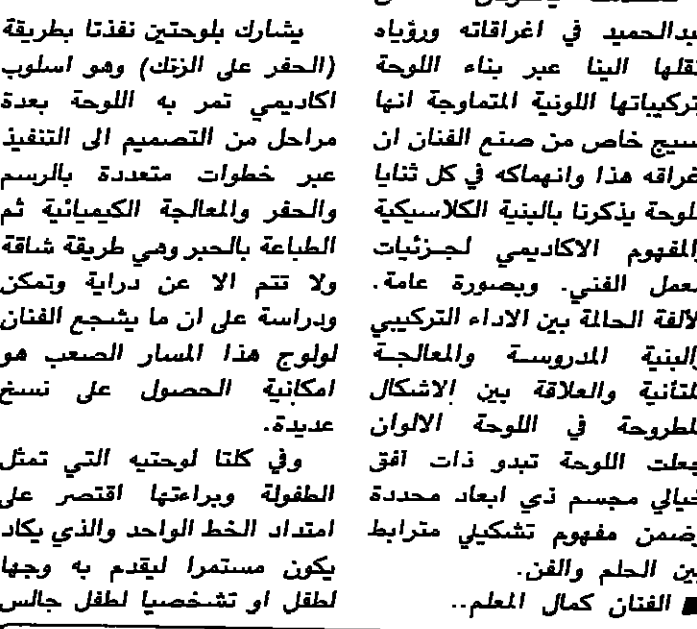 عبدالحميد في اغراقاته ورؤياه
نقلها الينا عبر بناء اللوحة
تركيباتها اللونية المتماوجة انها
نسيج خاص من صنع الفنان ان
غراقه هذا وانهماكه في كل ثنايا
للوحة يذكرنا بالبنية الكلاسيكية
والمفهوم الاكاديمي لجزئيات
لعمل الفني. وبصورة عامة.
الالفة الحالمة بين الاداء التركيبي
والبنية المدروسة والمعالجة
لمتأنية والعلاقة بين الاشكال
لمطروحة في اللوحة الالوان
جعلت اللوحة تبدو ذات افق
خيالي مجسم ذي ابعاد محددة
وضمن مفهوم تشكيلي مترابط
بين الحلم والفن.
■ الفنان كمال المعلم..
يشارك بلوحتين نفذتا بطريقة
(الحفر على الزنك) وهو اسلوب
اكاديمي تمر به اللوحة بعدة
مراحل من التصميم الى التنفيذ
عبر خطوات متعددة بالرسم
والحفر والمعالجة الكيميائية ثم
الطباعة بالحبر وهي طريقة شاقة
ولا تتم الا عن دراية وتمكن
ودراسة على ان ما يشجع الفنان
لولوج هذا المسار الصعب هو
امكانية الحصول على نسخ
عديدة.
وفي كلتا لوحتيه التي تمثل
الطفولة وبراءتها اقتصر على
امتداد الخط الواحد والذي يكاد
يكون مستمرا ليقدم به وجها
لطفل او تشخصيا لطفل جالس